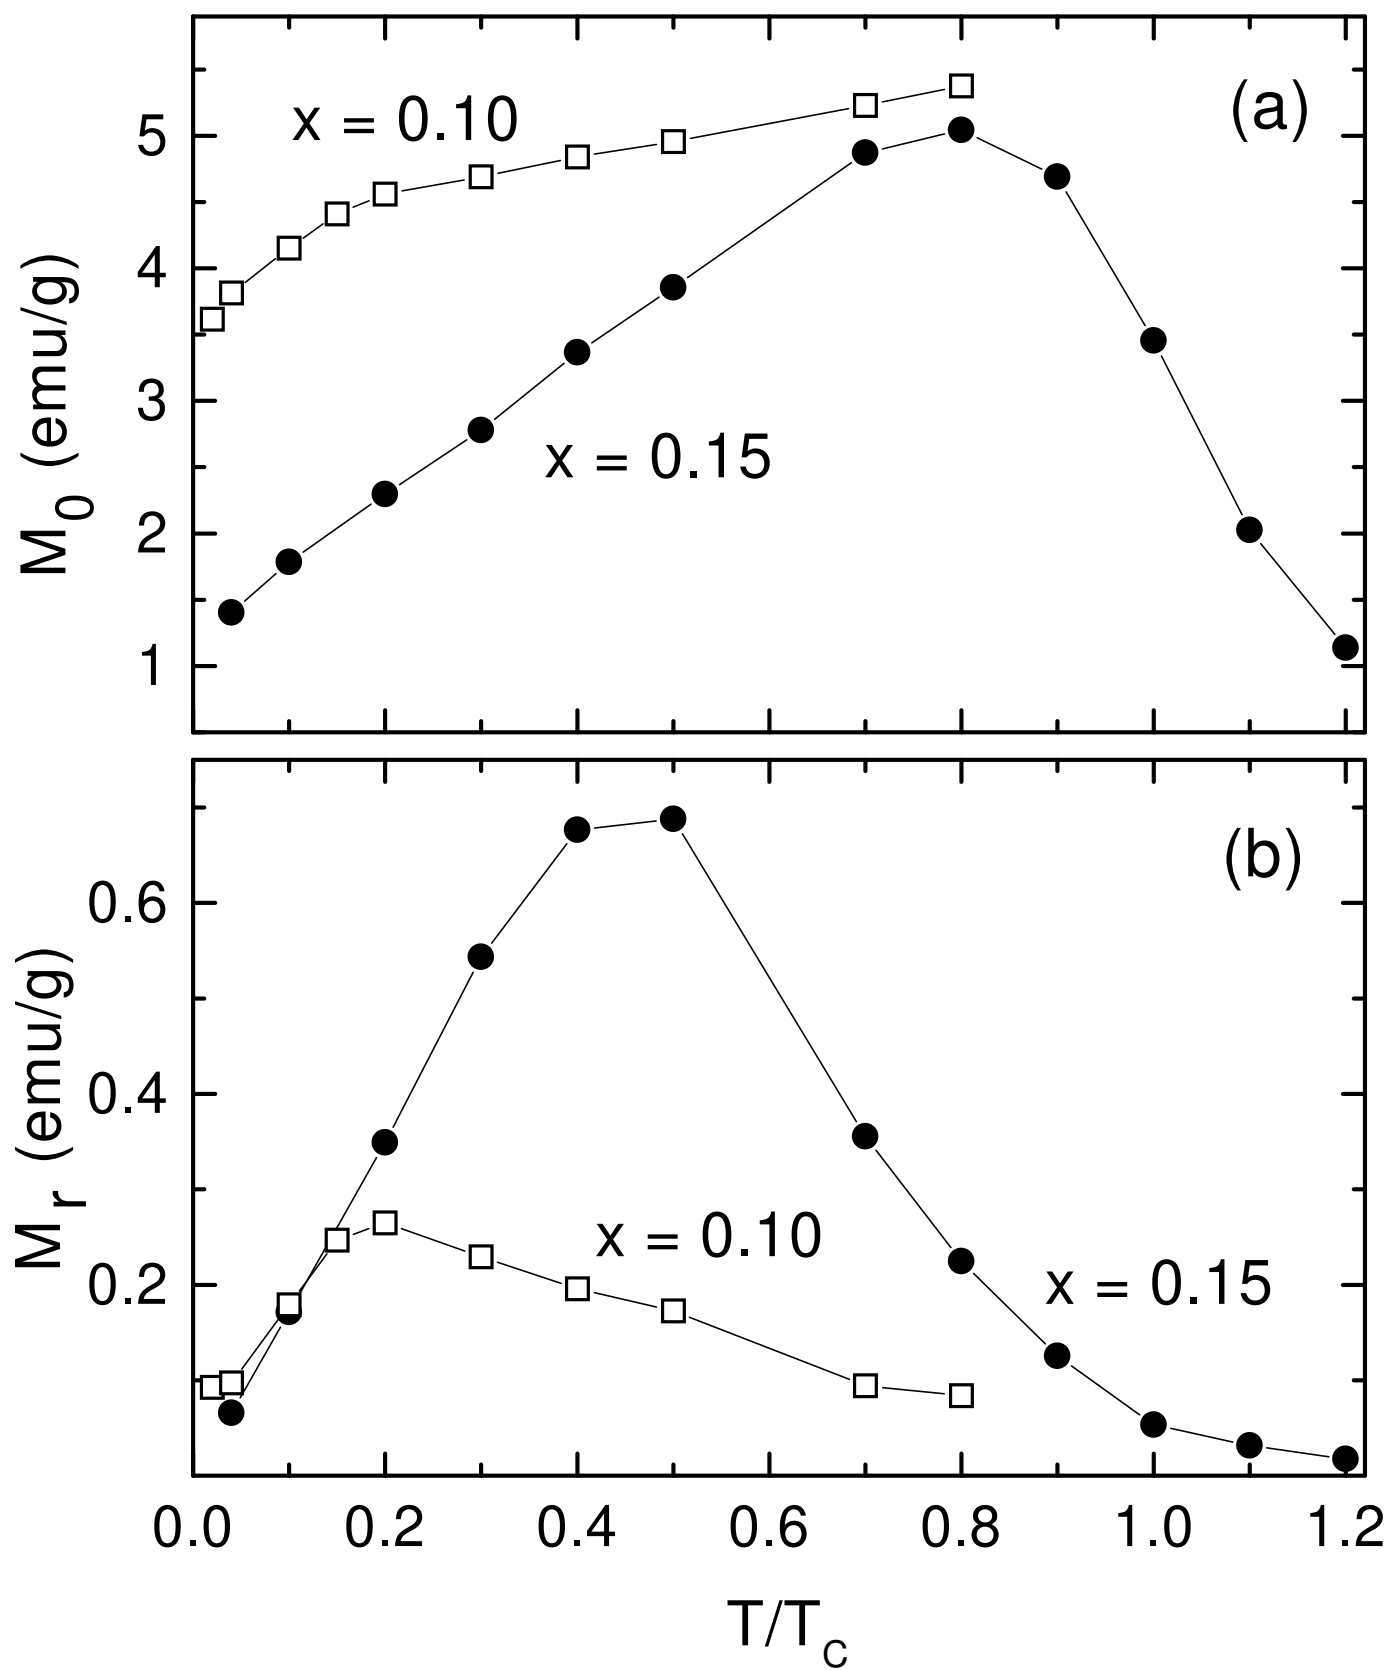 (a)
x = 0.10
x = 0.15
M0 (emu/g)
5
4
3
2
1
(b)
x = 0.10
x = 0.15
Mr (emu/g)
0.6
0.4
0.2
0.0 0.2 0.4 0.6 0.8 1.0 1.2
T/TC